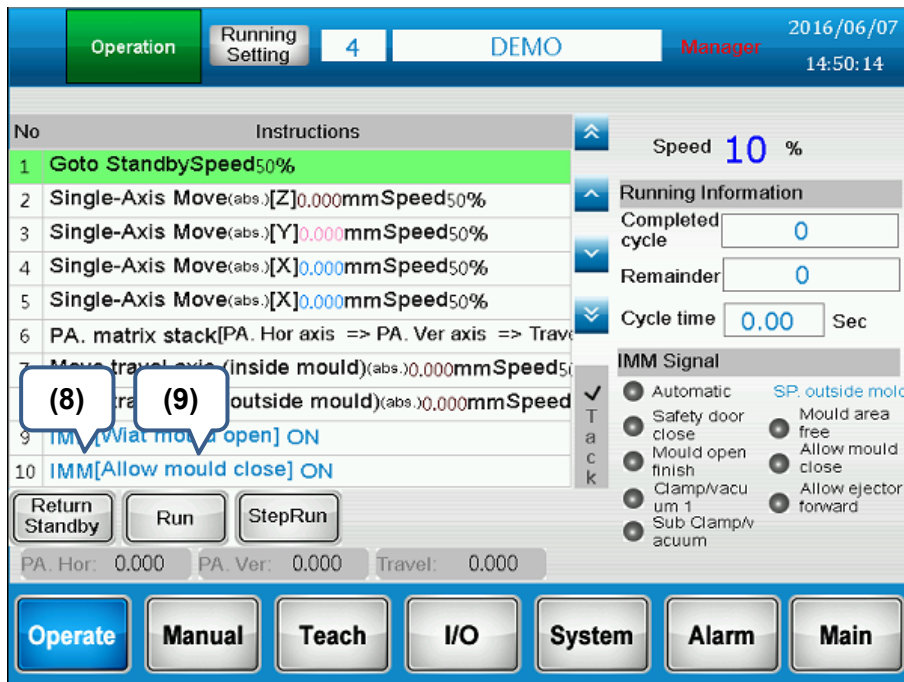 Operation
Running Setting
4
DEMO
Manager
2016/06/07
14:50:14
No Instructions
1 Goto StandbySpeed50%
2 Single-Axis Move(abs.)[Z]0.000mmSpeed50%
3 Single-Axis Move(abs.)[Y]0.000mmSpeed50%
4 Single-Axis Move(abs.)[X]0.000mmSpeed50%
5 Single-Axis Move(abs.)[X]0.000mmSpeed50%
6 PA. matrix stack[PA. Hor axis => PA. Ver axis => Trave
7 Move travel axis (inside mould)(abs.)0.000mmSpeed5
outside mould)(abs.)0.000mmSpeed
(8)
(9)
9 IMM[Wiat mould open] ON
10 IMM[Allow mould close] ON
Speed 10 %
Running Information
Completed cycle 0
Remainder 0
Cycle time 0.00 Sec
IMM Signal
Track
Automatic
SP. outside mold
Safety door close
Mould area free
Mould open finish
Allow mould close
Clamp/vacu um 1
Allow ejector forward
Sub Clamp/v acuum
Return Standby
Run
StepRun
PA. Hor: 0.000
PA. Ver: 0.000
Travel: 0.000
Operate
Manual
Teach
I/O
System
Alarm
Main